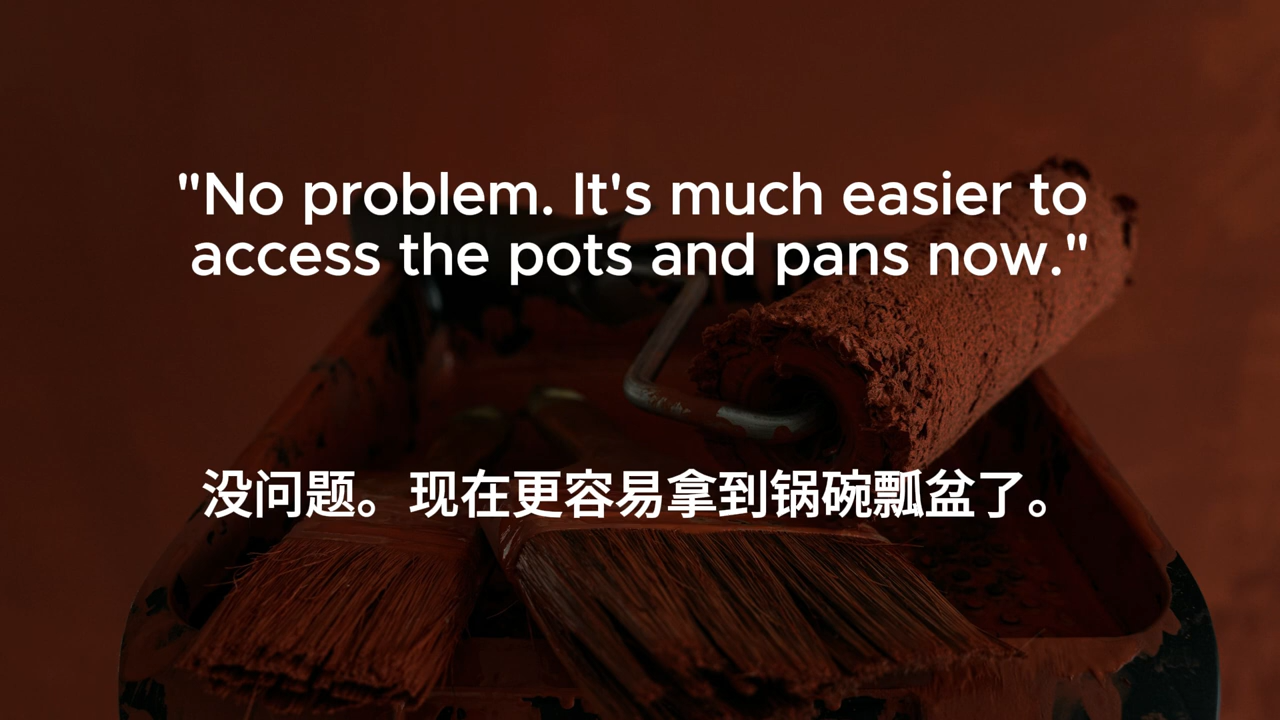 "No problem. It's much easier to
access the pots and pans now."
没问题。现在更容易拿到锅碗瓢盆了。